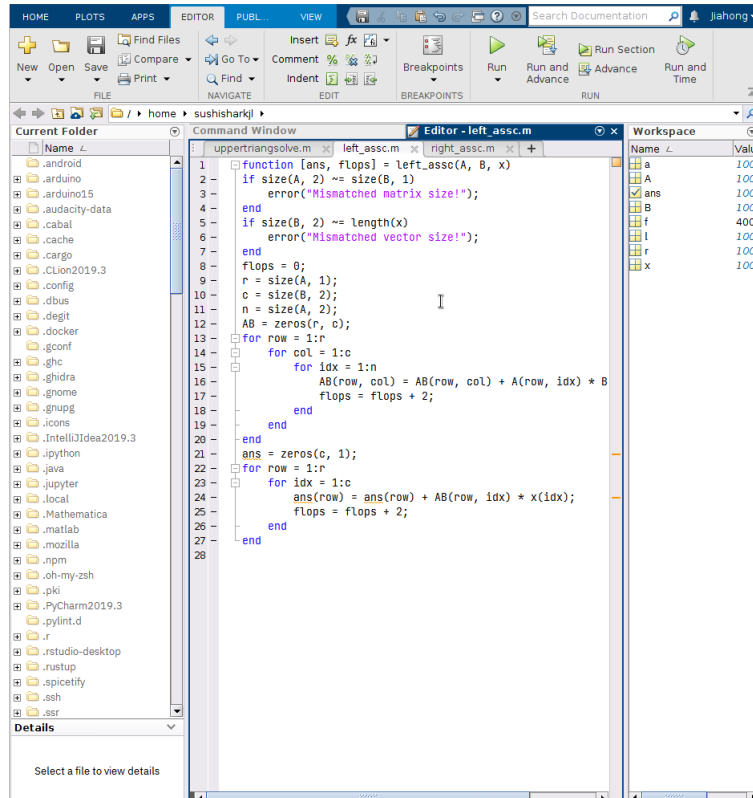 HOME PLOTS APPS EDITOR PUBL... VIEW Search Documentation Jiahong
New Open Save Find Files Compare Print
FILE
Go To Find
NAVIGATE
Insert fx Comment % Indent
EDIT
Breakpoints
BREAKPOINTS
Run Run and Advance Run Section Advance Run and Time
RUN
/ home sushisharkjl
Current Folder
Name
.android
.arduino
.arduino15
.audacity-data
.cabal
.cache
.cargo
.CLion2019.3
.config
.dbus
.degit
.docker
.gconf
.ghc
.ghidra
.gnome
.gnupg
.icons
.IntelliJIdea2019.3
.ipython
.java
.jupyter
.local
.Mathematica
.matlab
.mozilla
.npm
.oh-my-zsh
.pki
.PyCharm2019.3
.pylint.d
.r
.rstudio-desktop
.rustup
.spicetify
.ssh
.ssr
Details
Select a file to view details
Command Window
Editor - left_assc.m
uppertriangsolve.m left_assc.m right_assc.m +
1 function [ans, flops] = left_assc(A, B, x)
2 – if size(A, 2) ~= size(B, 1)
3 – error("Mismatched matrix size!");
4 – end
5 – if size(B, 2) ~= length(x)
6 – error("Mismatched vector size!");
7 – end
8 – flops = 0;
9 – r = size(A, 1);
10 – c = size(B, 2);
11 – n = size(A, 2);
12 – AB = zeros(r, c);
13 – for row = 1:r
14 – for col = 1:c
15 – for idx = 1:n
16 – AB(row, col) = AB(row, col) + A(row, idx) * B
17 – flops = flops + 2;
18 – end
19 – end
20 – end
21 – ans = zeros(c, 1);
22 – for row = 1:r
23 – for idx = 1:c
24 – ans(row) = ans(row) + AB(row, idx) * x(idx);
25 – flops = flops + 2;
26 – end
27 – end
28
Workspace
Name Valu
a 100
A 100
ans 100
B 100
f 400
l 100
r 100
x 100